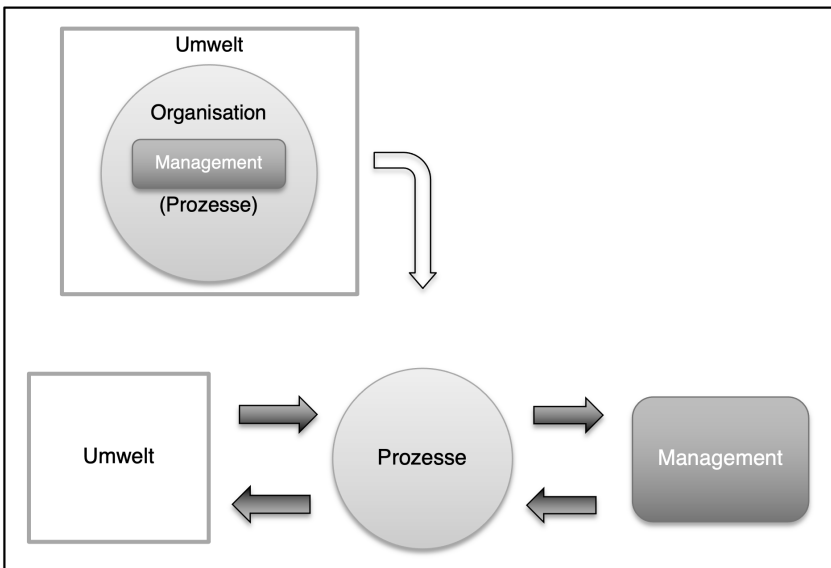 Umwelt
Organisation
Management
(Prozesse)
Umwelt
Prozesse
Management